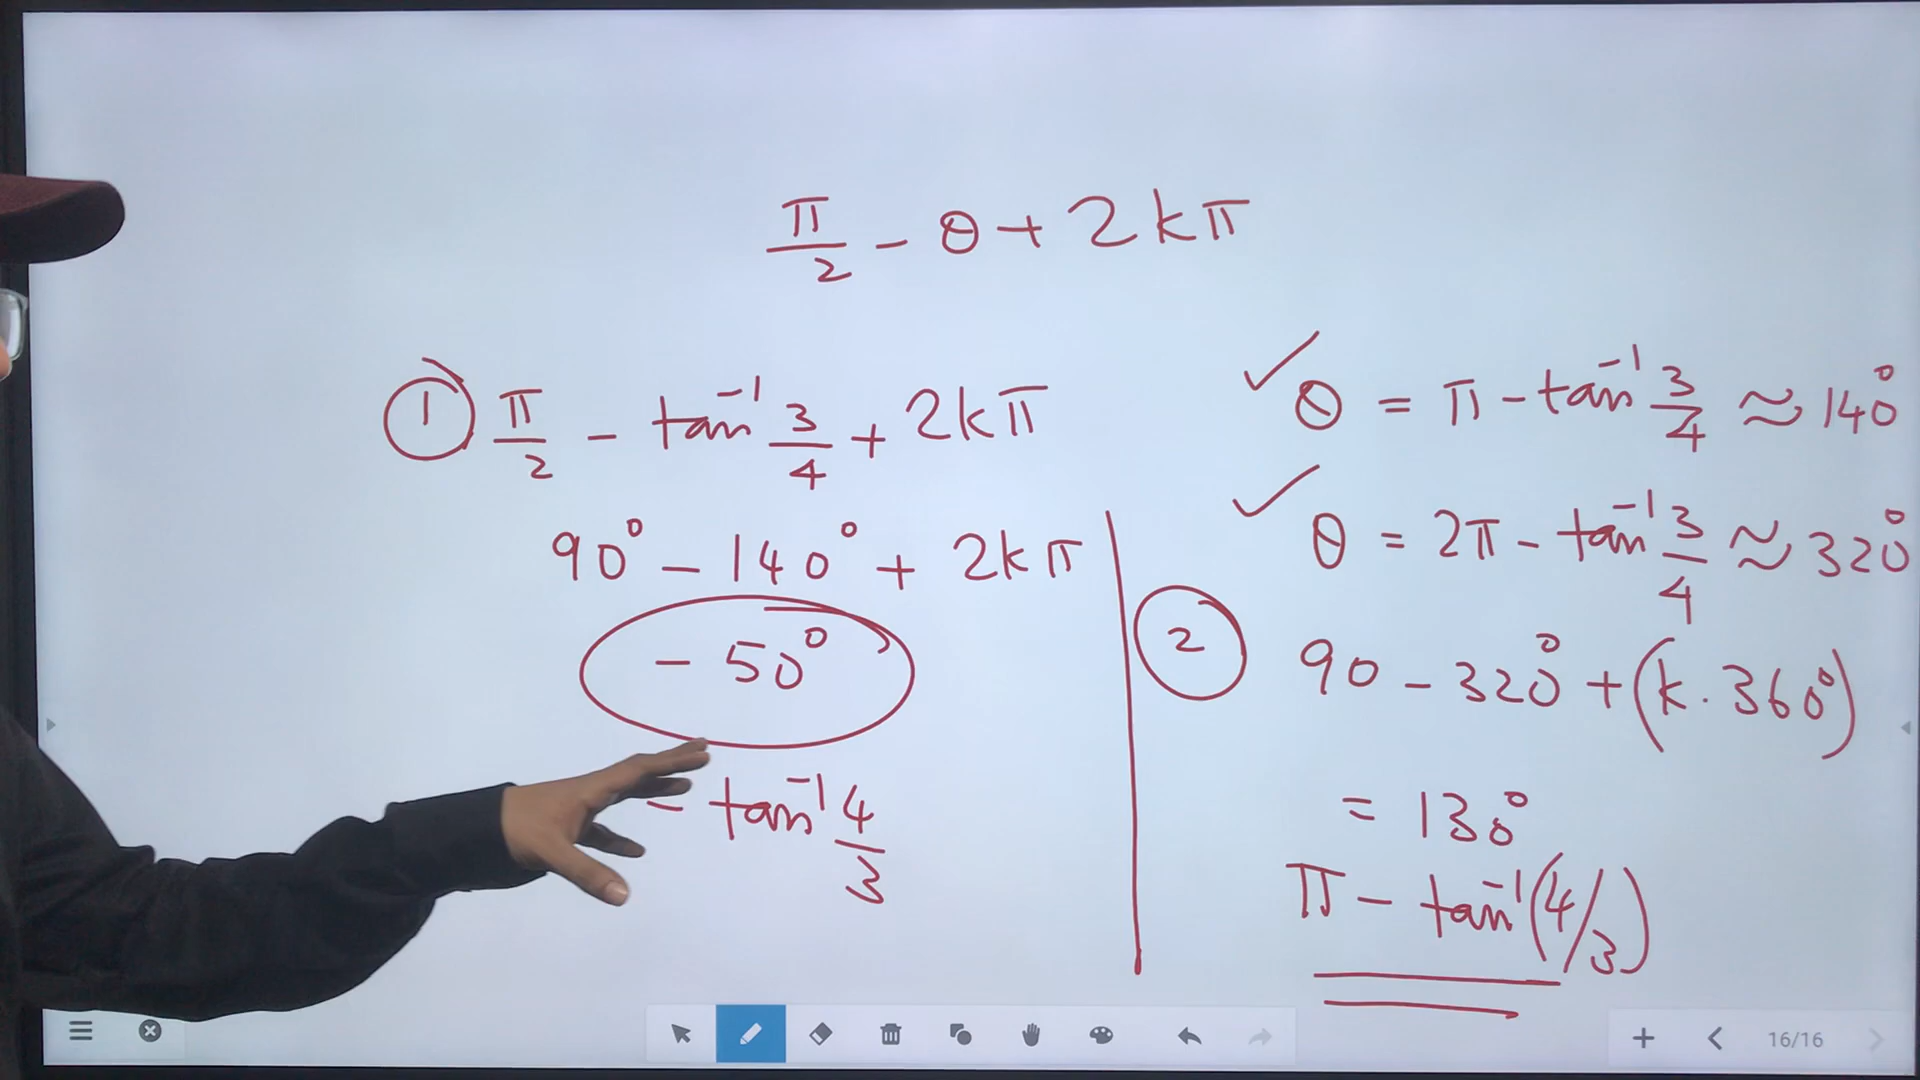 π/2 - θ + 2kπ
① π/2 - tan⁻¹ 3/4 + 2kπ
90° - 140° + 2kπ
- 50°
= tan⁻¹ 4/3
✓ θ = π - tan⁻¹ 3/4 ≈ 140°
✓ θ = 2π - tan⁻¹ 3/4 ≈ 320°
② 90 - 320° + (k · 360°)
= 130°
π - tan⁻¹(4/3)
16/16